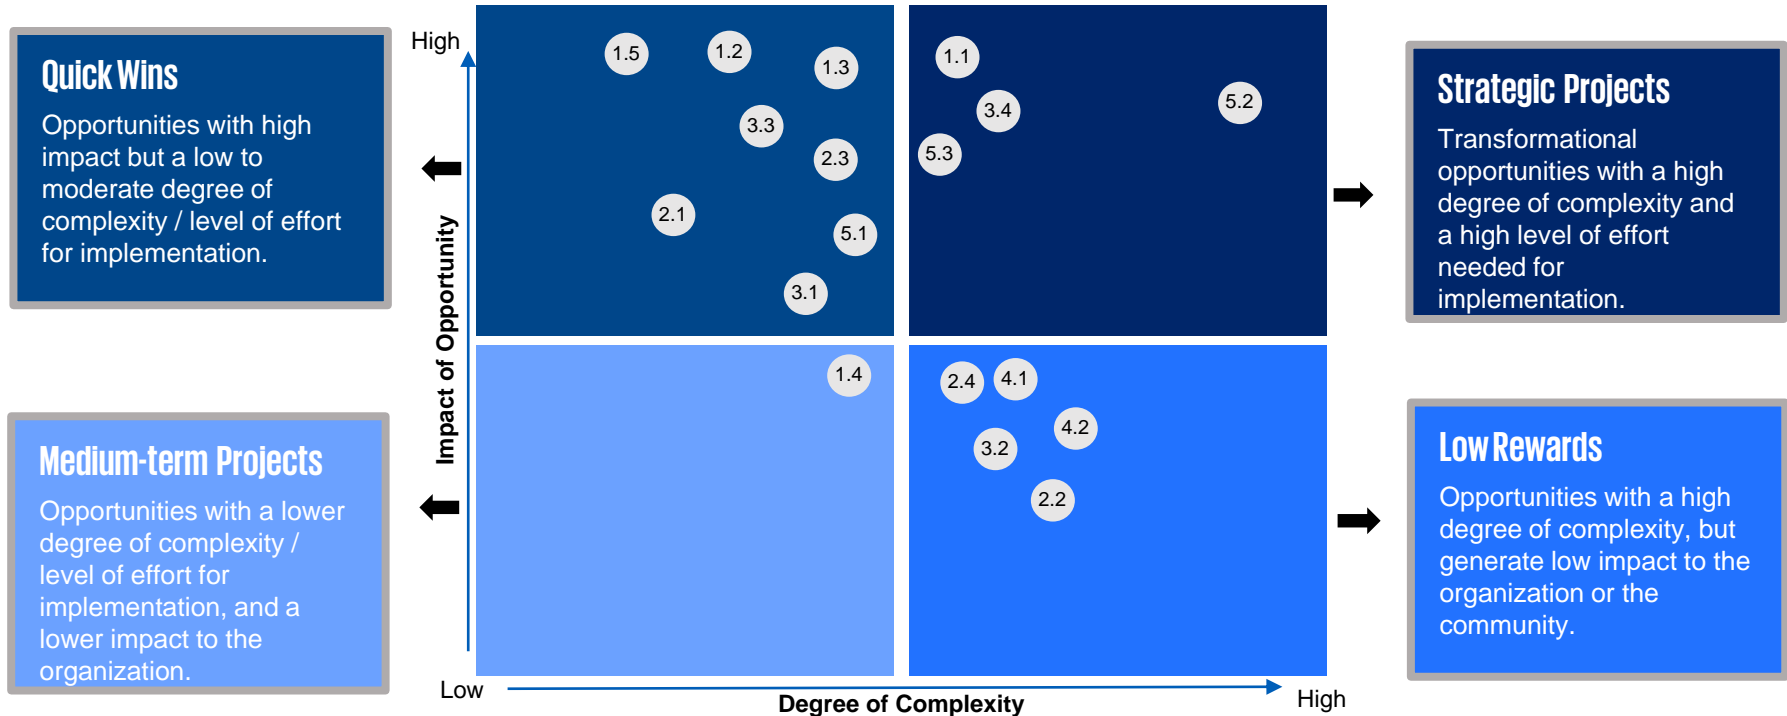 Quick Wins
Opportunities with high
impact but a low to
moderate degree of
complexity / level of effort
for implementation.
Medium-term Projects
Opportunities with a lower
degree of complexity /
level of effort for
implementation, and a
lower impact to the
organization.
High
Impact of Opportunity
Low
1.5
1.2
1.3
3.3
2.3
2.1
5.1
3.1
1.1
3.4
5.2
5.3
1.4
2.4
4.1
4.2
3.2
2.2
Degree of Complexity
High
Strategic Projects
Transformational
opportunities with a high
degree of complexity and
a high level of effort
needed for
implementation.
Low Rewards
Opportunities with a high
degree of complexity, but
generate low impact to the
organization or the
community.